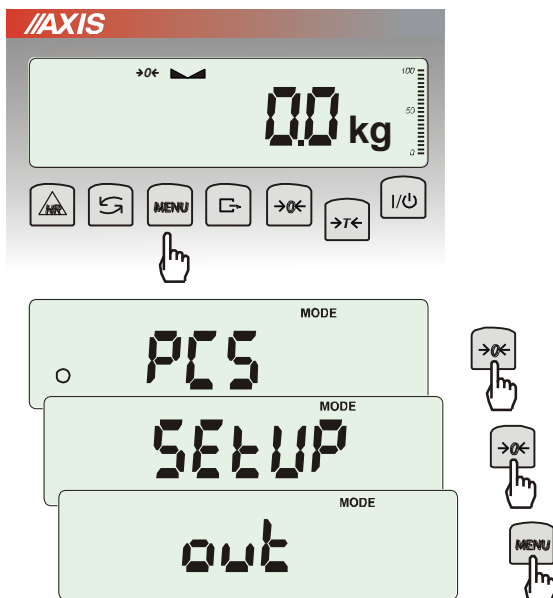 AXIS
→0←
100
50
0
0.0 kg
HR MENU →0← →T← I/⏻
MODE
PCS
→0←
MODE
SEtUP
→0←
MODE
out
MENU